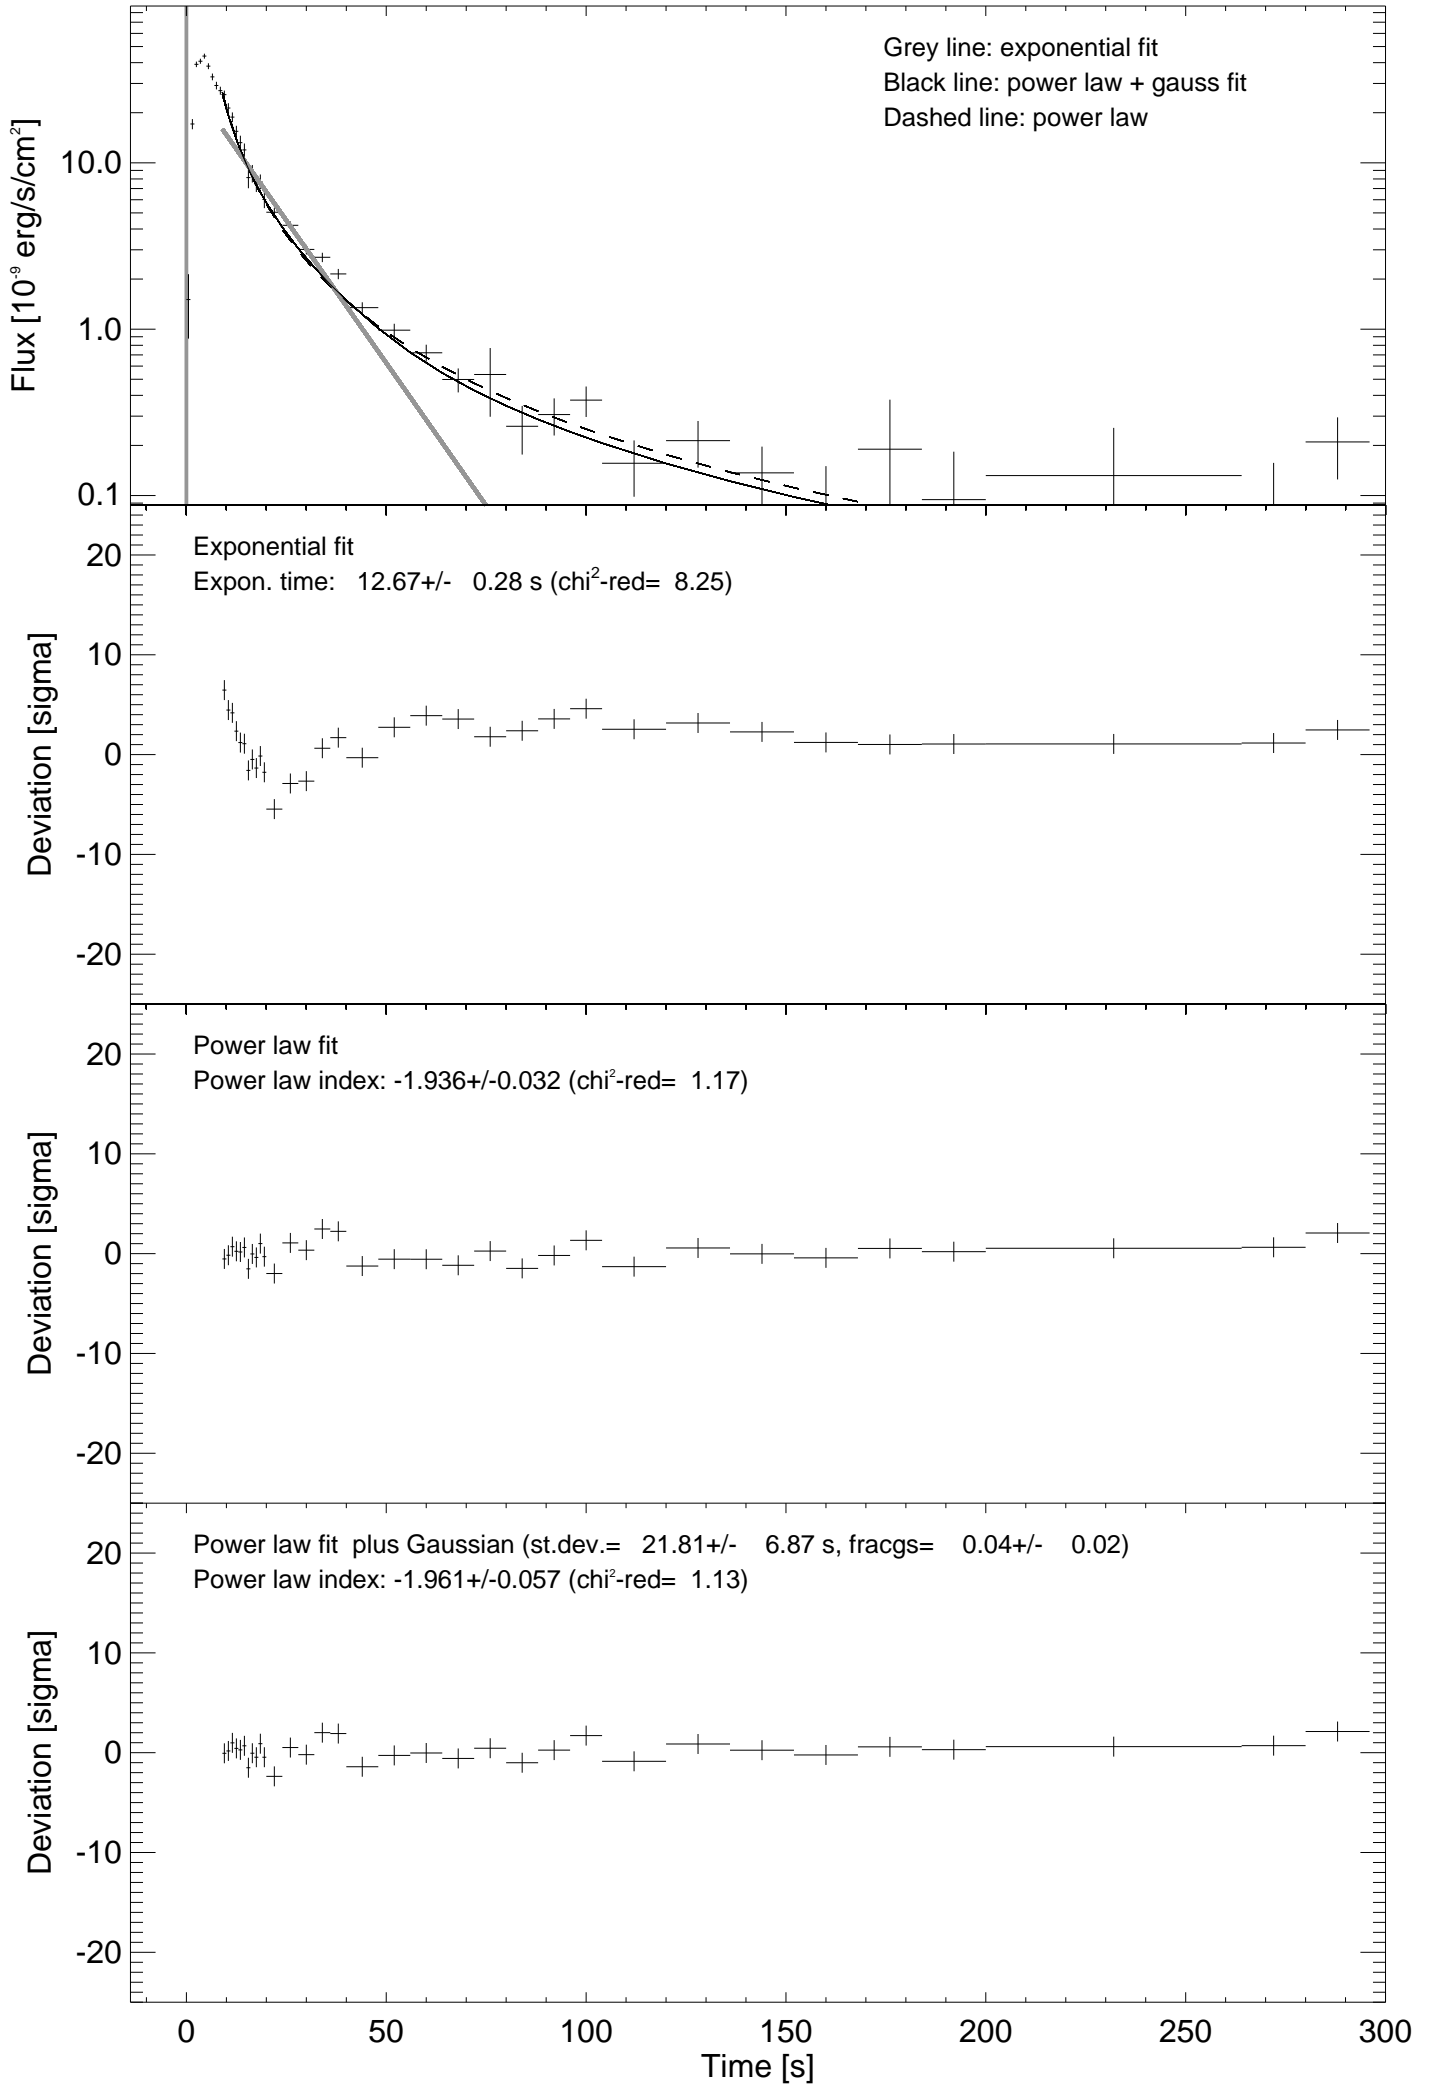 Grey line: exponential fit
Black line: power law + gauss fit
Dashed line: power law
Flux [10⁻⁹ erg/s/cm²]
10.0
1.0
0.1
Exponential fit
Expon. time: 12.67+/- 0.28 s (chi²-red= 8.25)
Deviation [sigma]
20
10
0
-10
-20
Power law fit
Power law index: -1.936+/-0.032 (chi²-red= 1.17)
Deviation [sigma]
20
10
0
-10
-20
Power law fit plus Gaussian (st.dev.= 21.81+/- 6.87 s, fracgs= 0.04+/- 0.02)
Power law index: -1.961+/-0.057 (chi²-red= 1.13)
Deviation [sigma]
20
10
0
-10
-20
0 50 100 150 200 250 300
Time [s]